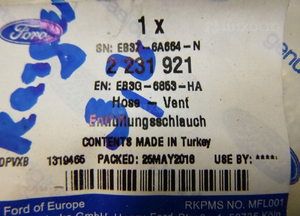 Ford
1 x
SN: EB3Z-6A664-N
2 231 921
EN: EB3G-6853-HA
Hose - Vent
Entlüftungsschlauch
CONTENTS MADE IN Turkey
DPVXB 1319465 PACKED: 25MAY2016 USE BY: ****:
Ford of Europe RKPMS NO. MFL001